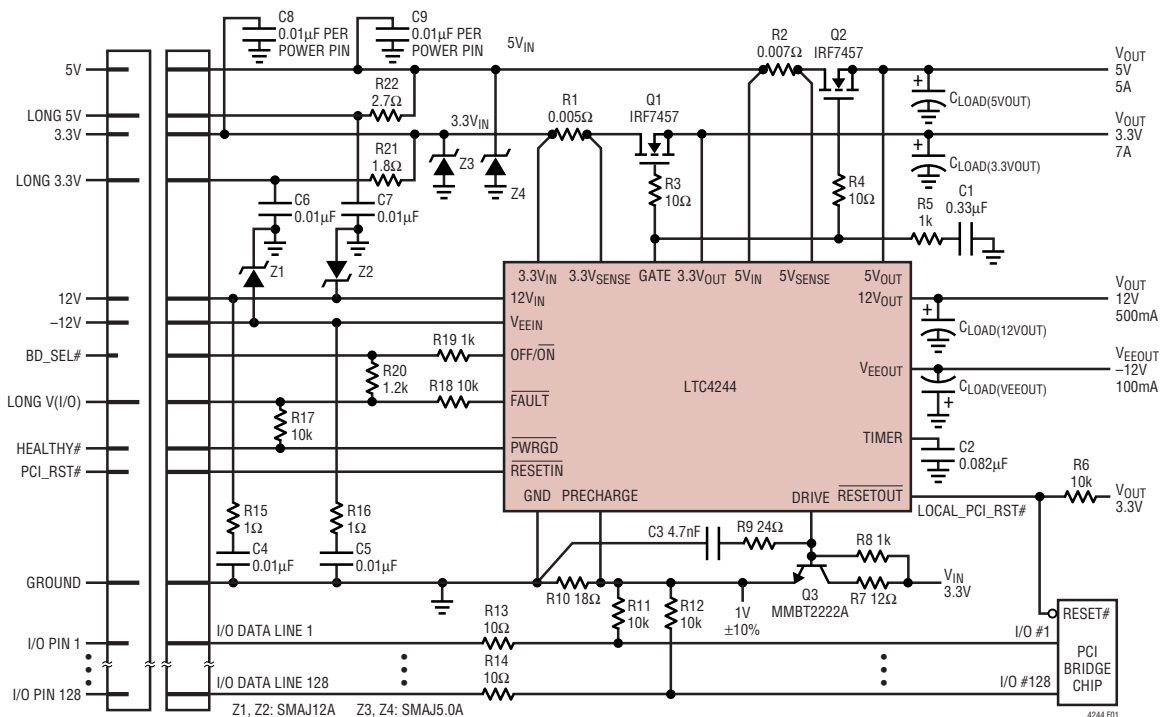 C8
0.01µF PER
POWER PIN
C9
0.01µF PER
POWER PIN
5VIN
R2
0.007Ω
Q2
IRF7457
VOUT
5V
5A
5V
R22
2.7Ω
CLOAD(5VOUT)
LONG 5V
R1
0.005Ω
Q1
IRF7457
3.3V
3.3VIN
VOUT
3.3V
7A
R21
1.8Ω
Z3
Z4
CLOAD(3.3VOUT)
LONG 3.3V
R3
10Ω
R4
10Ω
R5
1k
C1
0.33µF
C6
0.01µF
C7
0.01µF
Z1
Z2
3.3VIN 3.3VSENSE GATE 3.3VOUT 5VIN 5VSENSE 5VOUT
12V
12VIN
12VOUT
VOUT
12V
500mA
–12V
VEEIN
CLOAD(12VOUT)
BD_SEL#
R19 1k
OFF/ON
R20
1.2k
LTC4244
VEEOUT
VEEOUT
–12V
100mA
LONG V(I/O)
R18 10k
FAULT
CLOAD(VEEOUT)
R17
10k
TIMER
C2
0.082µF
HEALTHY#
PWRGD
PCI_RST#
RESETIN
R6
10k
VOUT
3.3V
GND PRECHARGE DRIVE RESETOUT
LOCAL_PCI_RST#
R15
1Ω
R16
1Ω
C3 4.7nF
R9 24Ω
R8 1k
C4
0.01µF
C5
0.01µF
GROUND
R10 18Ω
Q3
MMBT2222A
R7 12Ω
VIN
3.3V
R11
10k
R12
10k
1V
±10%
RESET#
PCI
BRIDGE
CHIP
R13
10Ω
I/O PIN 1
I/O DATA LINE 1
I/O #1
R14
10Ω
I/O PIN 128
I/O DATA LINE 128
I/O #128
Z1, Z2: SMAJ12A Z3, Z4: SMAJ5.0A
4244 F01